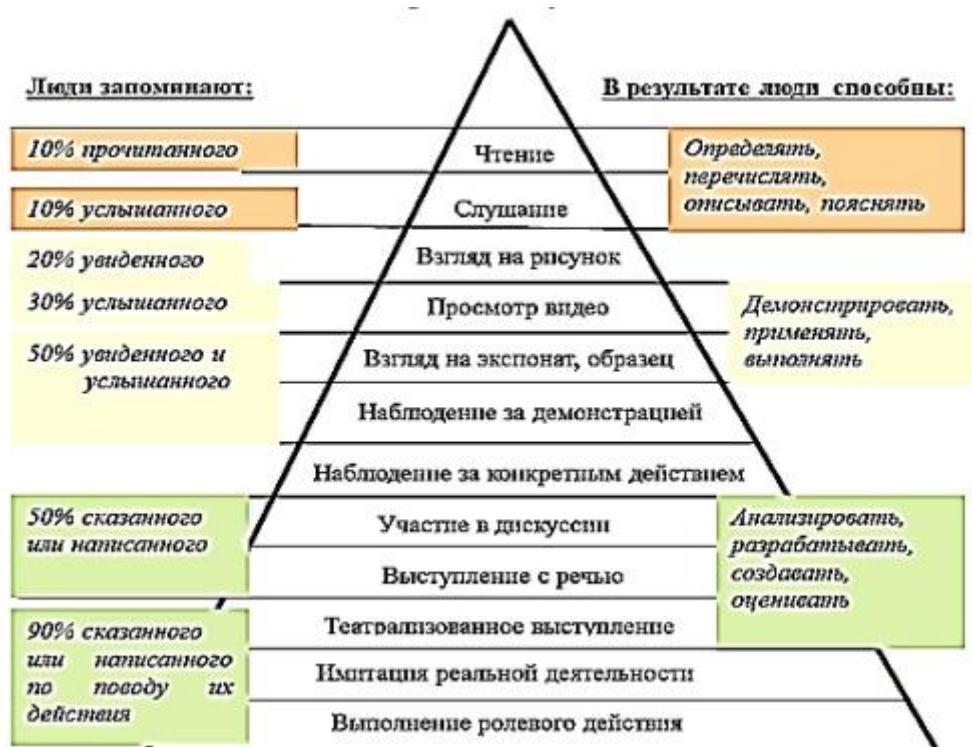 Люди запоминают:
В результате люди способны:
10% прочитанного
Чтение
Определять,
перечислять,
описывать, пояснять
10% услышанного
Слушание
20% увиденного
Взгляд на рисунок
30% услышанного
Просмотр видео
Демонстрировать,
применять,
выполнять
50% увиденного и
услышанного
Взгляд на экспонат, образец
Наблюдение за демонстрацией
Наблюдение за конкретным действием
50% сказанного
или написанного
Участие в дискуссии
Выступление с речью
Анализировать,
разрабатывать,
создавать,
оценивать
90% сказанного
или написанного
по поводу их
действия
Театрализованное выступление
Имитация реальной деятельности
Выполнение ролевого действия